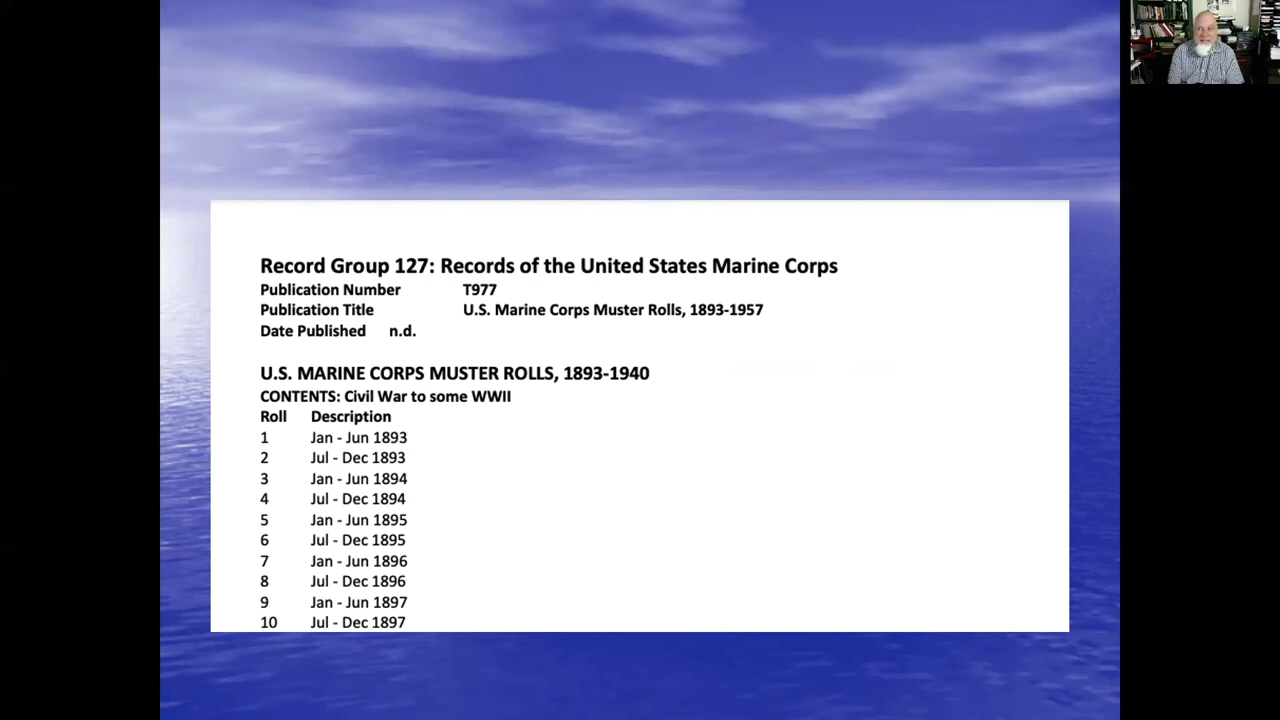 Record Group 127: Records of the United States Marine Corps
Publication Number T977
Publication Title U.S. Marine Corps Muster Rolls, 1893-1957
Date Published n.d.
U.S. MARINE CORPS MUSTER ROLLS, 1893-1940
CONTENTS: Civil War to some WWII
Roll Description
1 Jan - Jun 1893
2 Jul - Dec 1893
3 Jan - Jun 1894
4 Jul - Dec 1894
5 Jan - Jun 1895
6 Jul - Dec 1895
7 Jan - Jun 1896
8 Jul - Dec 1896
9 Jan - Jun 1897
10 Jul - Dec 1897